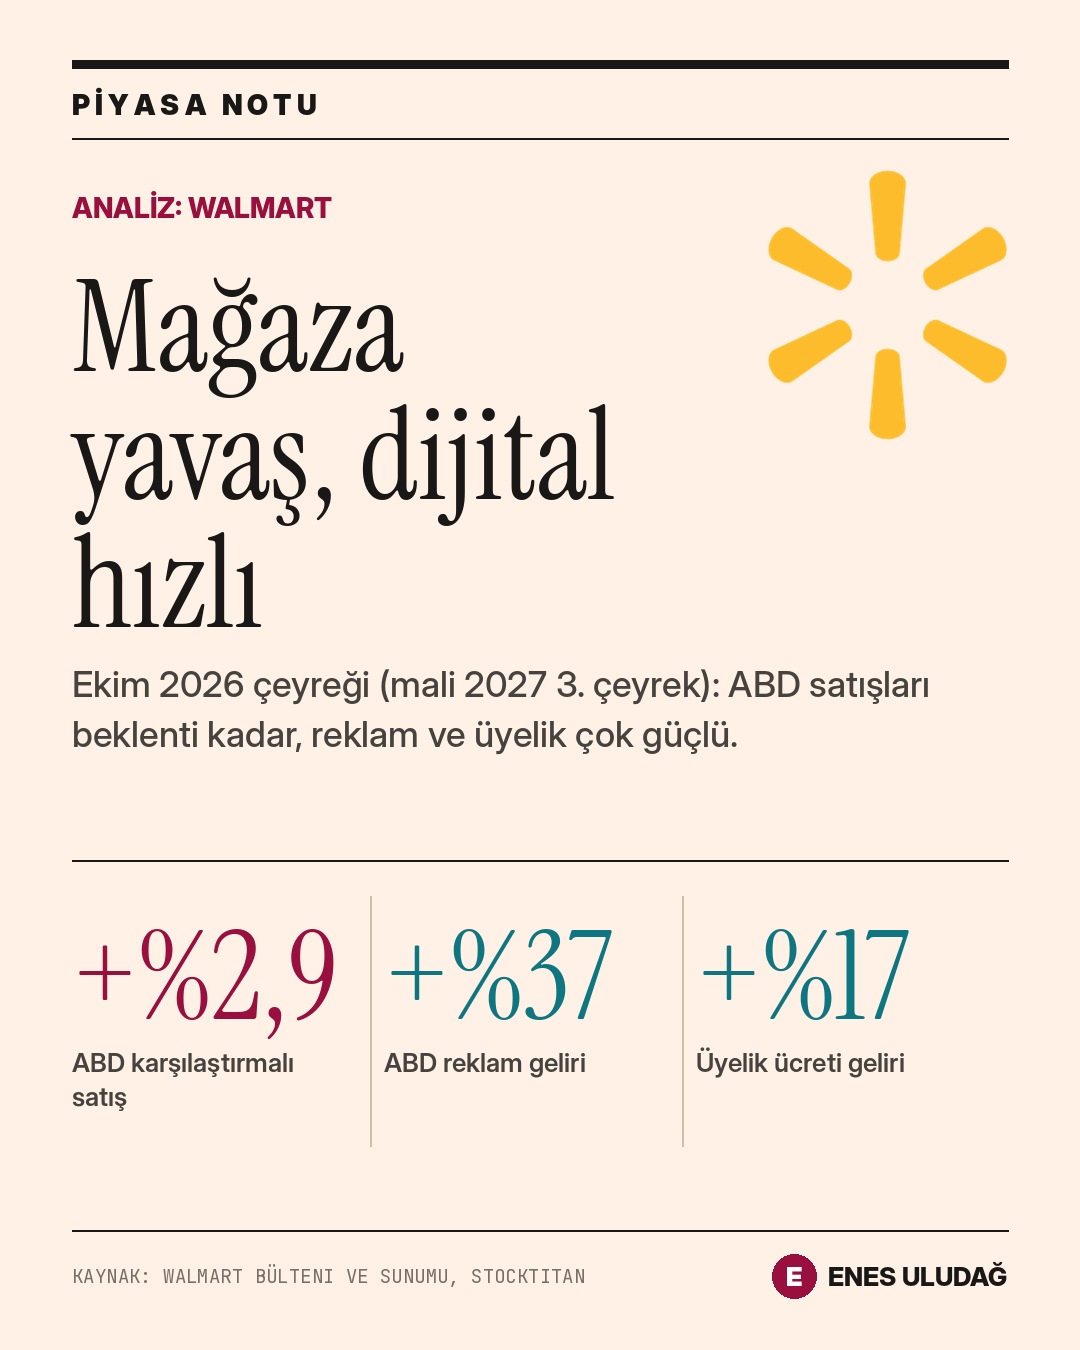 PİYASA NOTU
ANALİZ: WALMART
Mağaza
yavaş, dijital
hızlı
Ekim 2026 çeyreği (mali 2027 3. çeyrek): ABD satışları
beklenti kadar, reklam ve üyelik çok güçlü.
+%2,9
ABD karşılaştırmalı
satış
+%37
ABD reklam geliri
+%17
Üyelik ücreti geliri
KAYNAK: WALMART BÜLTENI VE SUNUMU, STOCKTITAN
E ENES ULUDAĞ